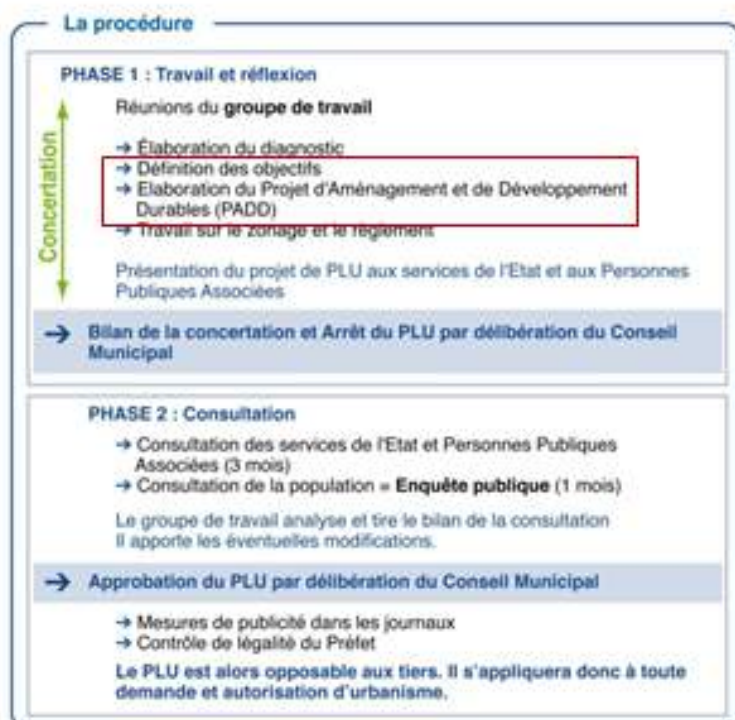 La procédure
PHASE 1 : Travail et réflexion
Réunions du groupe de travail
Concertation
→ Élaboration du diagnostic
→ Définition des objectifs
→ Elaboration du Projet d'Aménagement et de Développement
Durables (PADD)
→ Travail sur le zonage et le règlement
Présentation du projet de PLU aux services de l'Etat et aux Personnes
Publiques Associées
→ Bilan de la concertation et Arrêt du PLU par délibération du Conseil
Municipal
PHASE 2 : Consultation
→ Consultation des services de l'Etat et Personnes Publiques
Associées (3 mois)
→ Consultation de la population = Enquête publique (1 mois)
Le groupe de travail analyse et tire le bilan de la consultation
Il apporte les éventuelles modifications.
→ Approbation du PLU par délibération du Conseil Municipal
→ Mesures de publicité dans les journaux
→ Contrôle de légalité du Préfet
Le PLU est alors opposable aux tiers. Il s'appliquera donc à toute
demande et autorisation d'urbanisme.